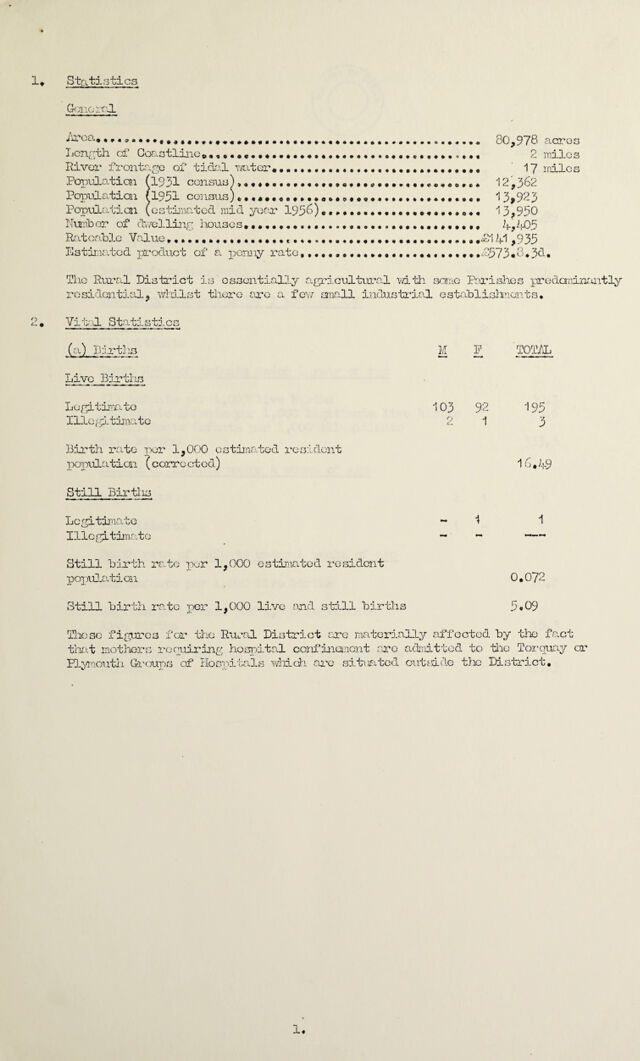 1. Statistics
General
Area................................................ 80,978 acres
Length of Coastline................................................ 2 miles
River frontage of tidal water................................................ 17 miles
Population (1931 census)................................................ 12,362
Population (1951 census)................................................ 13,923
Population (estimated mid year 1956)................................................ 13,950
Number of dwelling houses................................................ 4,405
Rateable Value................................................£141,935
Estimated product of a penny rate................................................£573.8.3d.
The Rural District is essentially agricultural with some Parishes predominantly
residential, whilst there are a few small industrial establishments.
2. Vital Statistics
(a) Births M F TOTAL
Live Births
Legitimate 103 92 195
Illegitimate 2 1 3
Birth rate per 1,000 estimated resident
population (corrected) 16.49
Still Births
Legitimate - 1 1
Illegitimate - - --
Still birth rate per 1,000 estimated resident
population 0.072
Still birth rate per 1,000 live and still births 5.09
These figures for the Rural District are materially affected by the fact
that mothers requiring hospital confinement are admitted to the Torquay or
Plymouth Groups of Hospitals which are situated outside the District.
1.